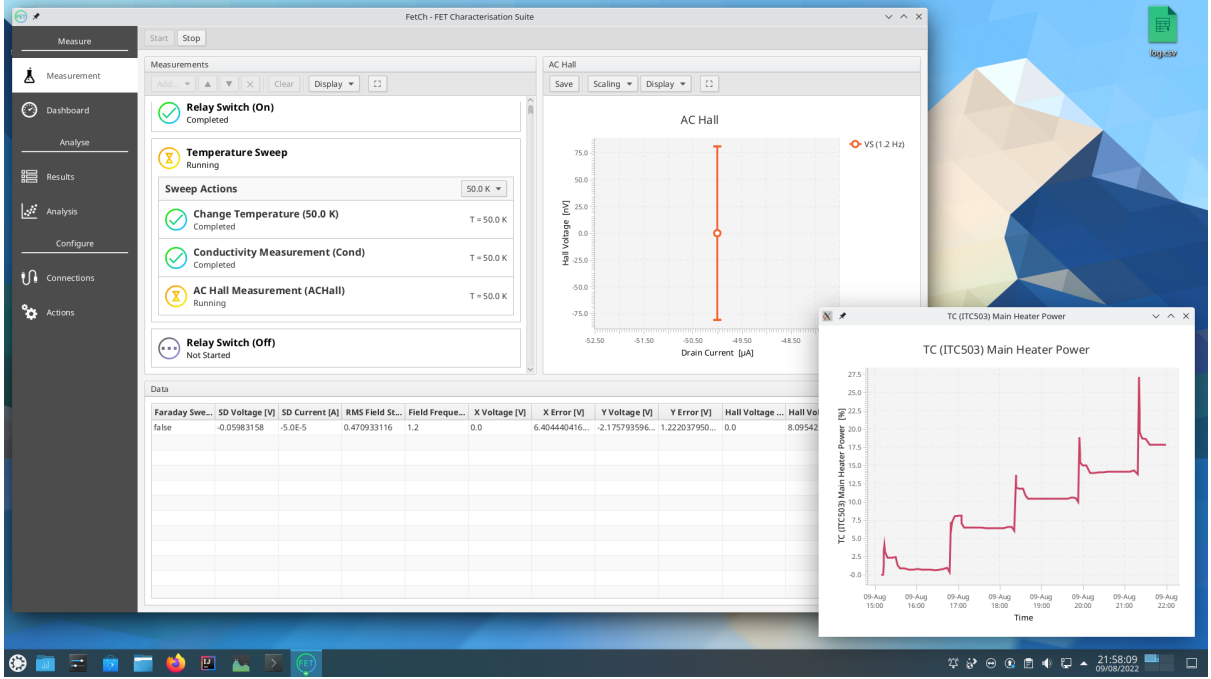 FetCh - FET Characterisation Suite
FET
Measure
Measurement
Dashboard
Analyse
Results
Analysis
Configure
Connections
Actions
Start Stop
Measurements
Add... Clear Display
Relay Switch (On)
Completed
Temperature Sweep
Running
Sweep Actions 50.0 K
Change Temperature (50.0 K)
Completed
T = 50.0 K
Conductivity Measurement (Cond)
Completed
T = 50.0 K
AC Hall Measurement (ACHall)
Running
T = 50.0 K
Relay Switch (Off)
Not Started
AC Hall
Save Scaling Display
AC Hall
VS (1.2 Hz)
Hall Voltage [nV]
75.0
50.0
25.0
0.0
-25.0
-50.0
-75.0
-52.50 -51.50 -50.50 -49.50 -48.50
Drain Current [µA]
Data
Faraday Swe... SD Voltage [V] SD Current [A] RMS Field St... Field Freque... X Voltage [V] X Error [V] Y Voltage [V] Y Error [V] Hall Voltage ...
false -0.05983158 -5.0E-5 0.470933116 1.2 0.0 6.404440416... -2.175793596... 1.222037950... 0.0
log.csv
TC (ITC503) Main Heater Power
TC (ITC503) Main Heater Power
TC (ITC503) Main Heater Power [%]
27.5
25.0
22.5
20.0
17.5
15.0
12.5
10.0
7.5
5.0
2.5
-0.0
09-Aug 09-Aug 09-Aug 09-Aug 09-Aug 09-Aug 09-Aug 09-Aug
15:00 16:00 17:00 18:00 19:00 20:00 21:00 22:00
Time
FET
21:58:09
09/08/2022